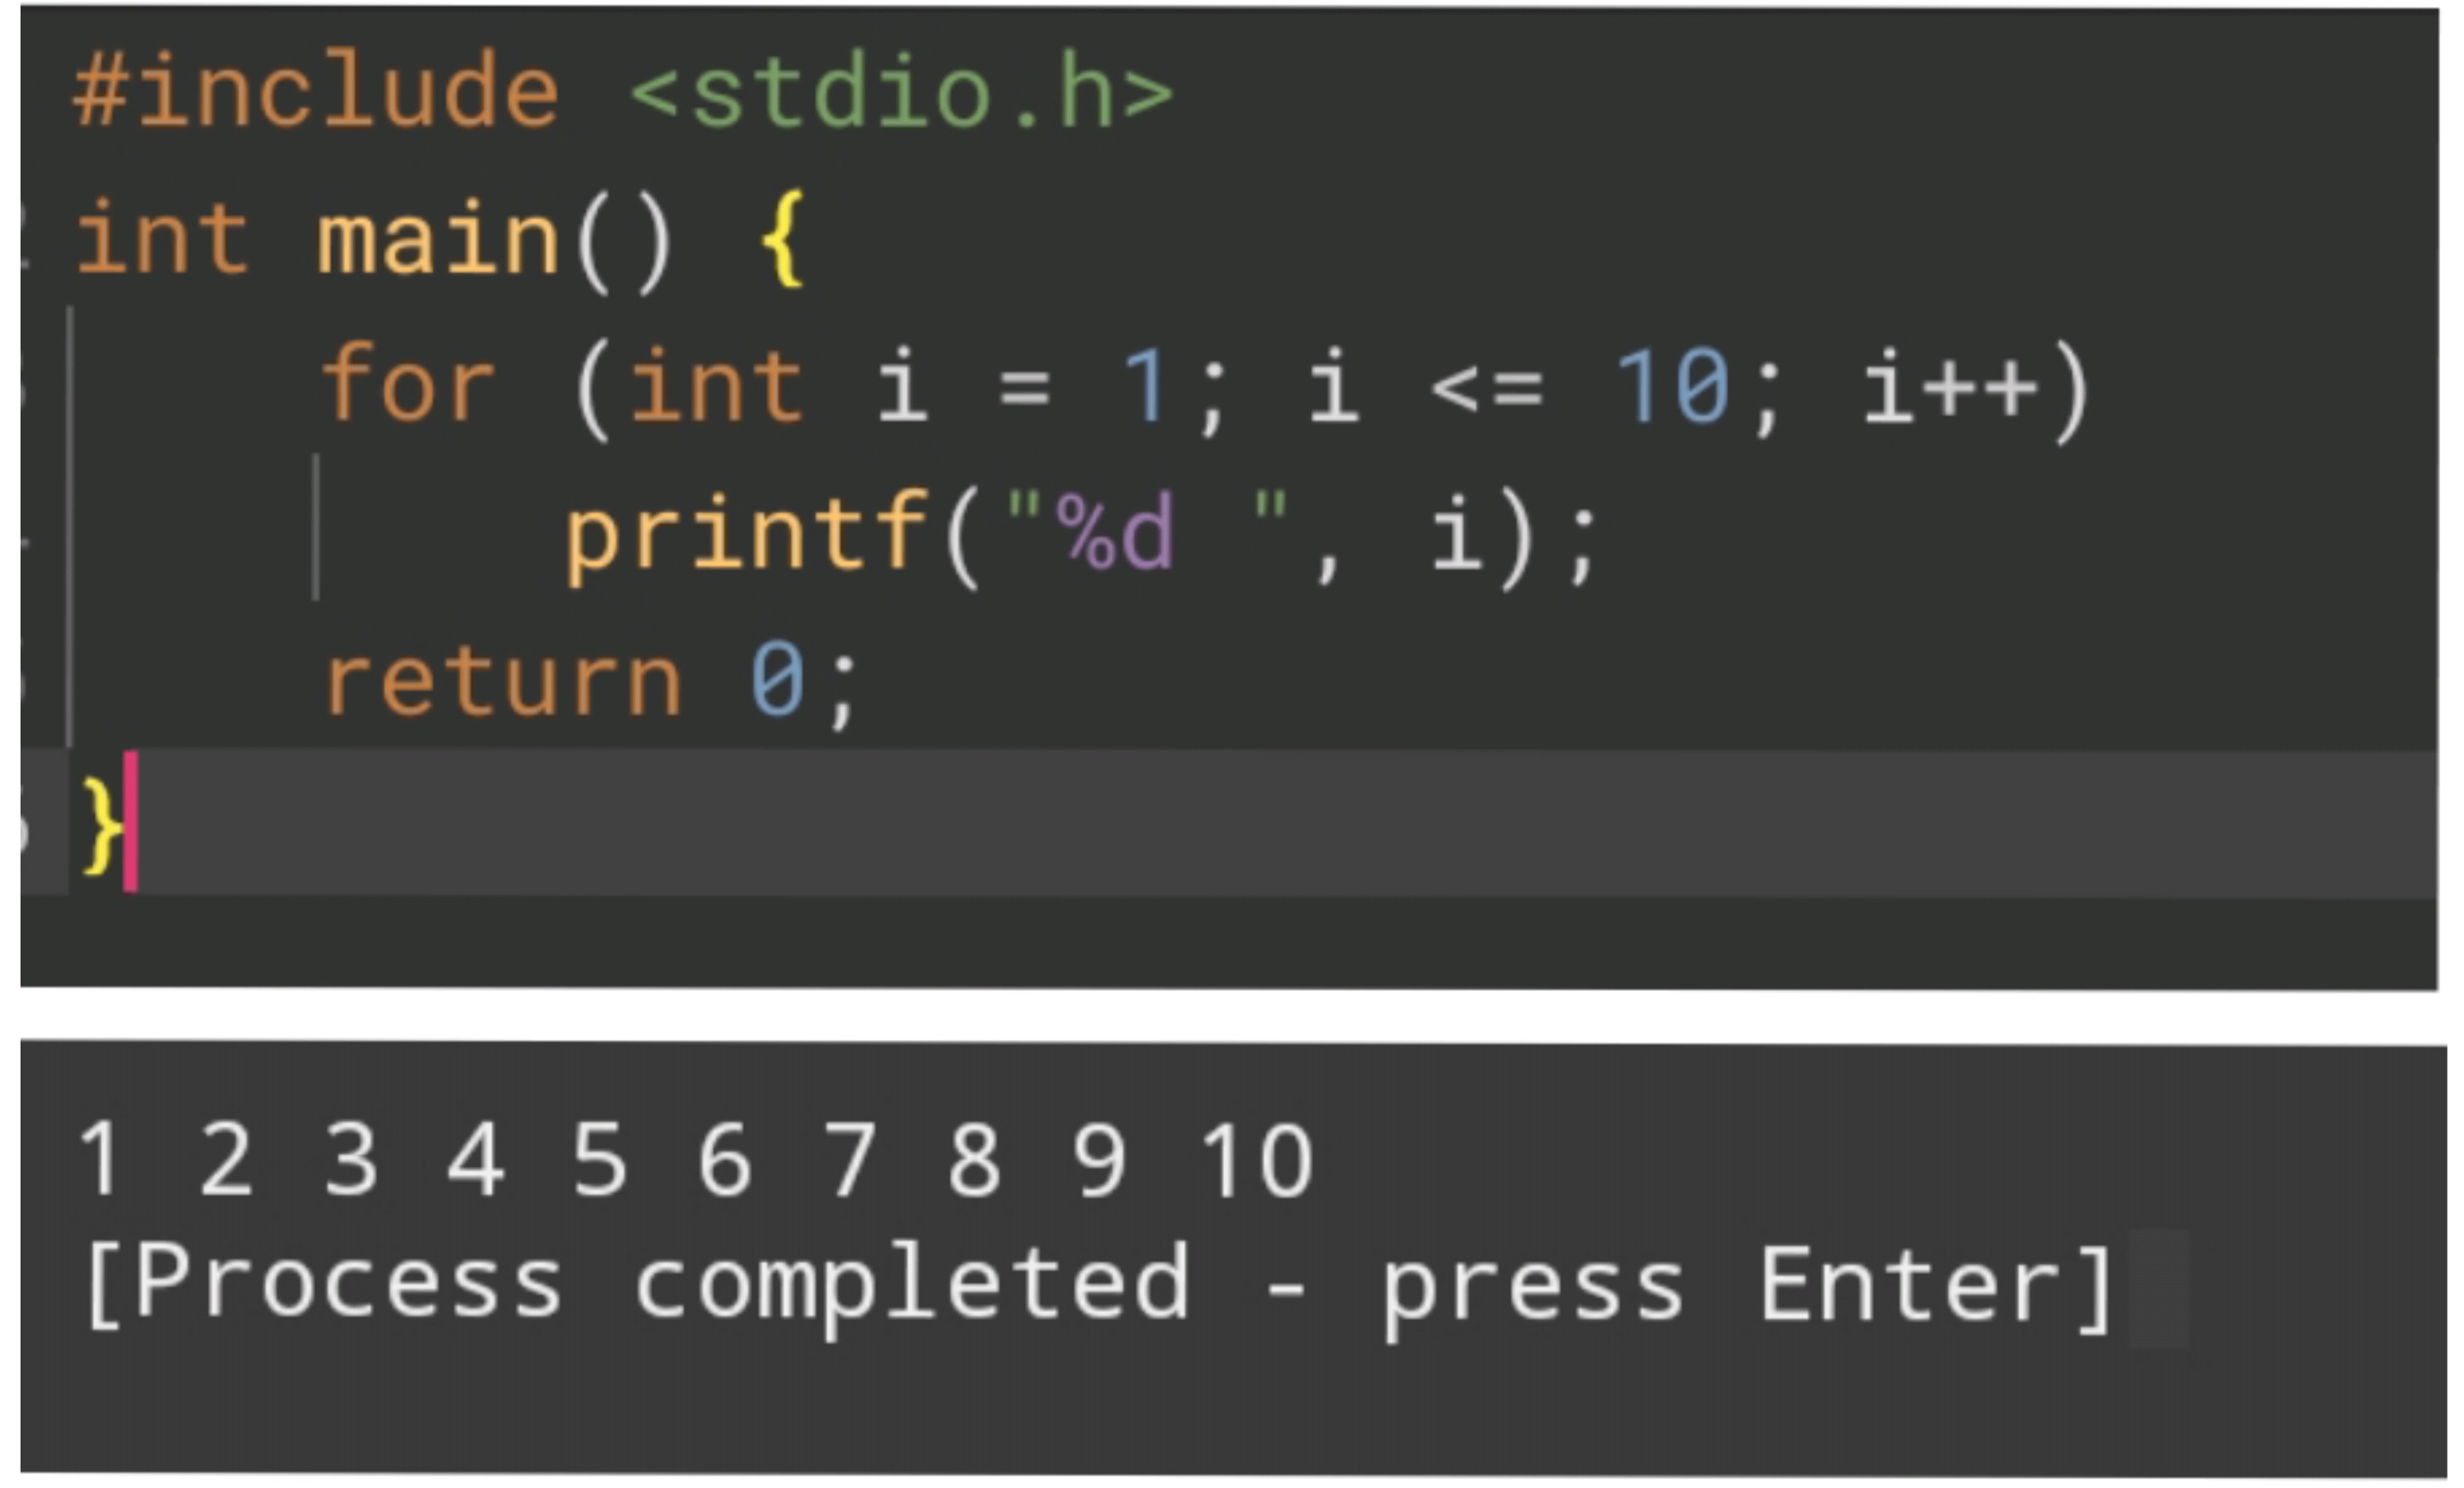 #include <stdio.h>
int main() {
for (int i = 1; i <= 10; i++)
printf("%d ", i);
return 0;
}
1 2 3 4 5 6 7 8 9 10
[Process completed - press Enter]